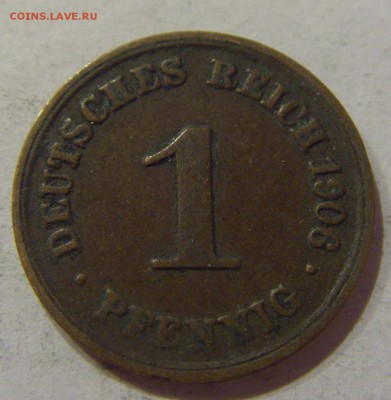 COINS.LAVE.RU
DEUTSCHES REICH 1906
1
· PFENNIG ·